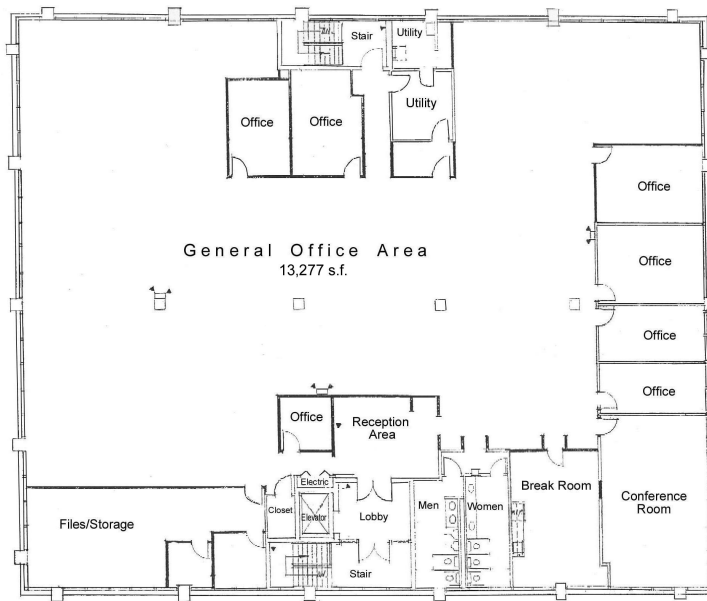 Stair
Utility
Utility
Office
Office
Office
General Office Area
13,277 s.f.
Office
Office
Office
Office
Reception
Area
Electric
Break Room
Closet
Elevator
Lobby
Men
Women
Conference
Room
Files/Storage
Stair